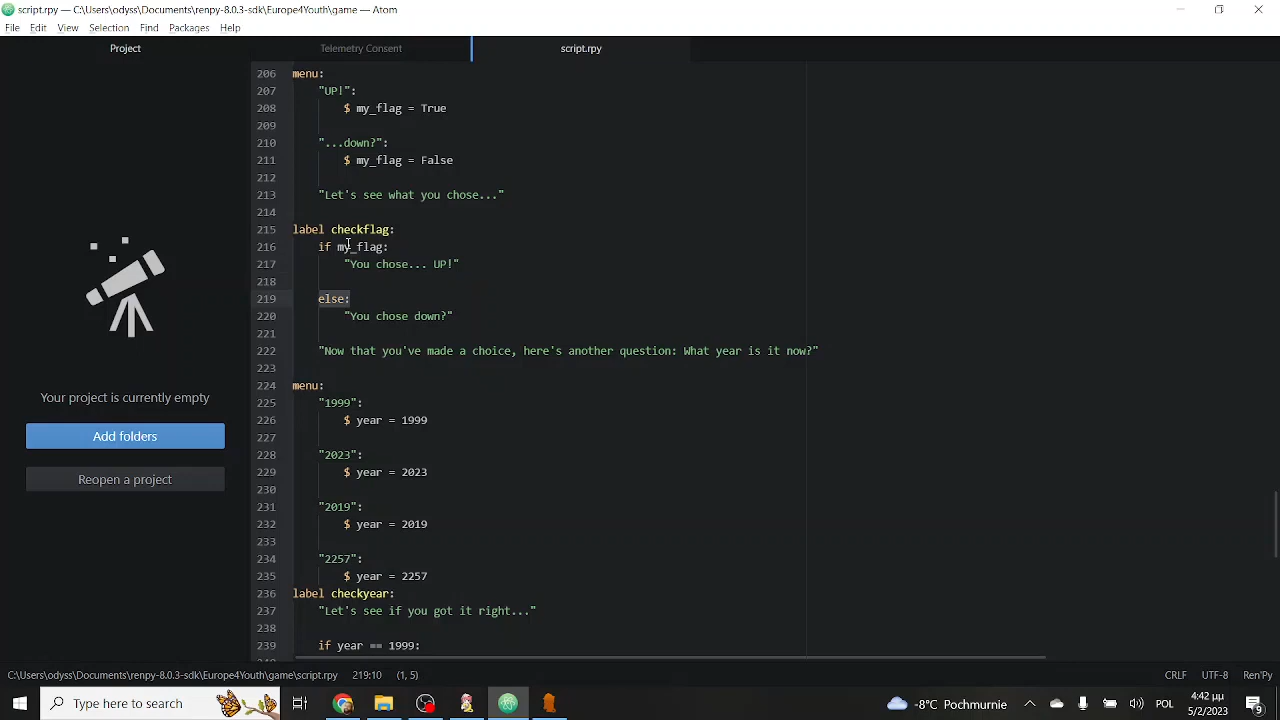 script.rpy — C:\Users\odyss\Documents\renpy-8.0.3-sdk\Europe4Youth\game — Atom
File Edit View Selection Find Packages Help
Project
Telemetry Consent
script.rpy
206 menu:
207 "UP!":
208 $ my_flag = True
209
210 "...down?":
211 $ my_flag = False
212
213 "Let's see what you chose..."
214
215 label checkflag:
216 if my_flag:
217 "You chose... UP!"
218
219 else:
220 "You chose down?"
221
222 "Now that you've made a choice, here's another question: What year is it now?"
223
224 menu:
225 "1999":
226 $ year = 1999
227
228 "2023":
229 $ year = 2023
230
231 "2019":
232 $ year = 2019
233
234 "2257":
235 $ year = 2257
236 label checkyear:
237 "Let's see if you got it right..."
238
239 if year == 1999:
Your project is currently empty
Add folders
Reopen a project
C:\Users\odyss\Documents\renpy-8.0.3-sdk\Europe4Youth\game\script.rpy 219:10 (1, 5) CRLF UTF-8 Ren'Py
Type here to search
-8°C Pochmurnie
POL
4:42 μμ
5/2/2023